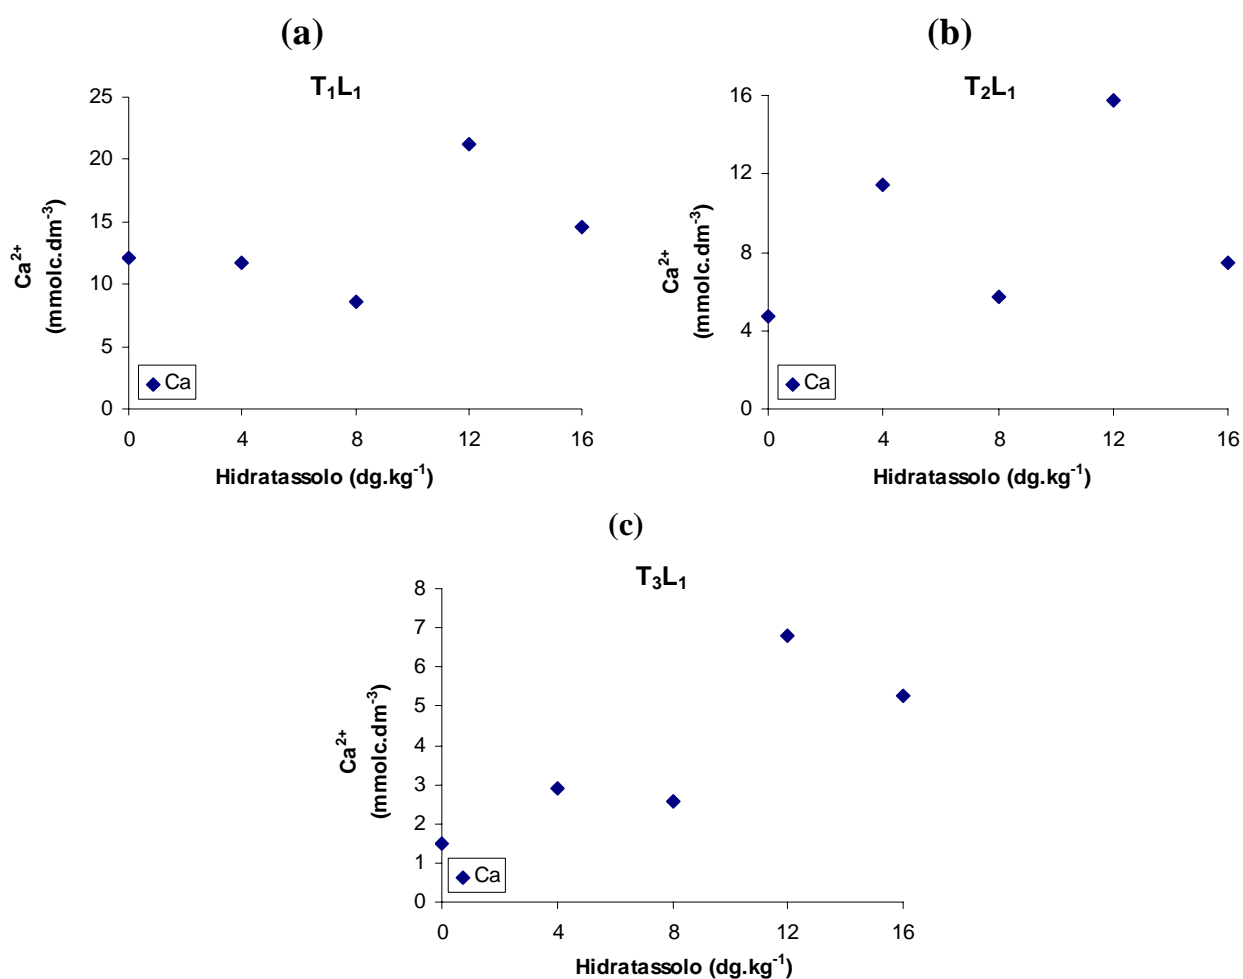 (a)
T₁L₁
25
20
15
10
5
0
Ca²⁺
(mmolc.dm⁻³)
Ca
0 4 8 12 16
Hidratassolo (dg.kg⁻¹)
(b)
T₂L₁
16
12
8
4
0
Ca²⁺
(mmolc.dm⁻³)
Ca
0 4 8 12 16
Hidratassolo (dg.kg⁻¹)
(c)
T₃L₁
8
7
6
5
4
3
2
1
0
Ca²⁺
(mmolc.dm⁻³)
Ca
0 4 8 12 16
Hidratassolo (dg.kg⁻¹)